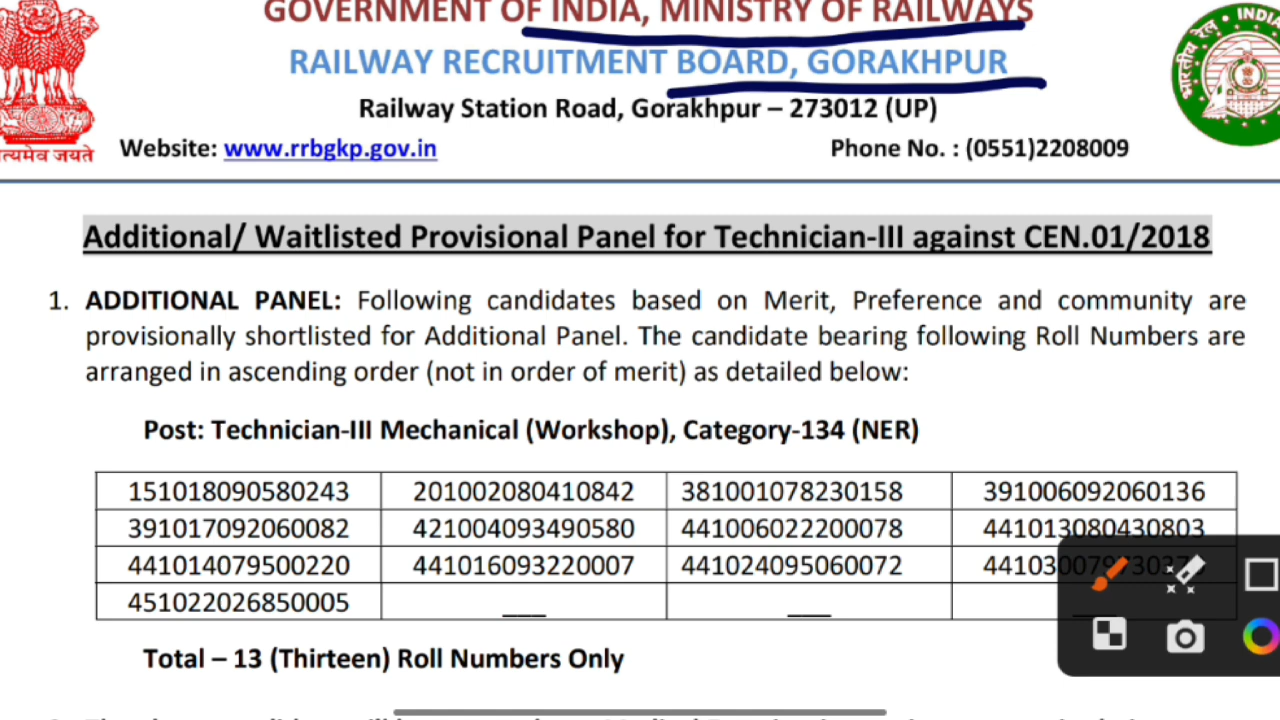 GOVERNMENT OF INDIA, MINISTRY OF RAILWAYS
RAILWAY RECRUITMENT BOARD, GORAKHPUR
Railway Station Road, Gorakhpur – 273012 (UP)
Website: www.rrbgkp.gov.in Phone No. : (0551)2208009
भारतीय रेल INDIA
Additional/ Waitlisted Provisional Panel for Technician-III against CEN.01/2018
1. ADDITIONAL PANEL: Following candidates based on Merit, Preference and community are
provisionally shortlisted for Additional Panel. The candidate bearing following Roll Numbers are
arranged in ascending order (not in order of merit) as detailed below:
Post: Technician-III Mechanical (Workshop), Category-134 (NER)
151018090580243 201002080410842 381001078230158 391006092060136
391017092060082 421004093490580 441006022200078 441013080430803
441014079500220 441016093220007 441024095060072
451022026850005 ___ ___ ___
Total – 13 (Thirteen) Roll Numbers Only